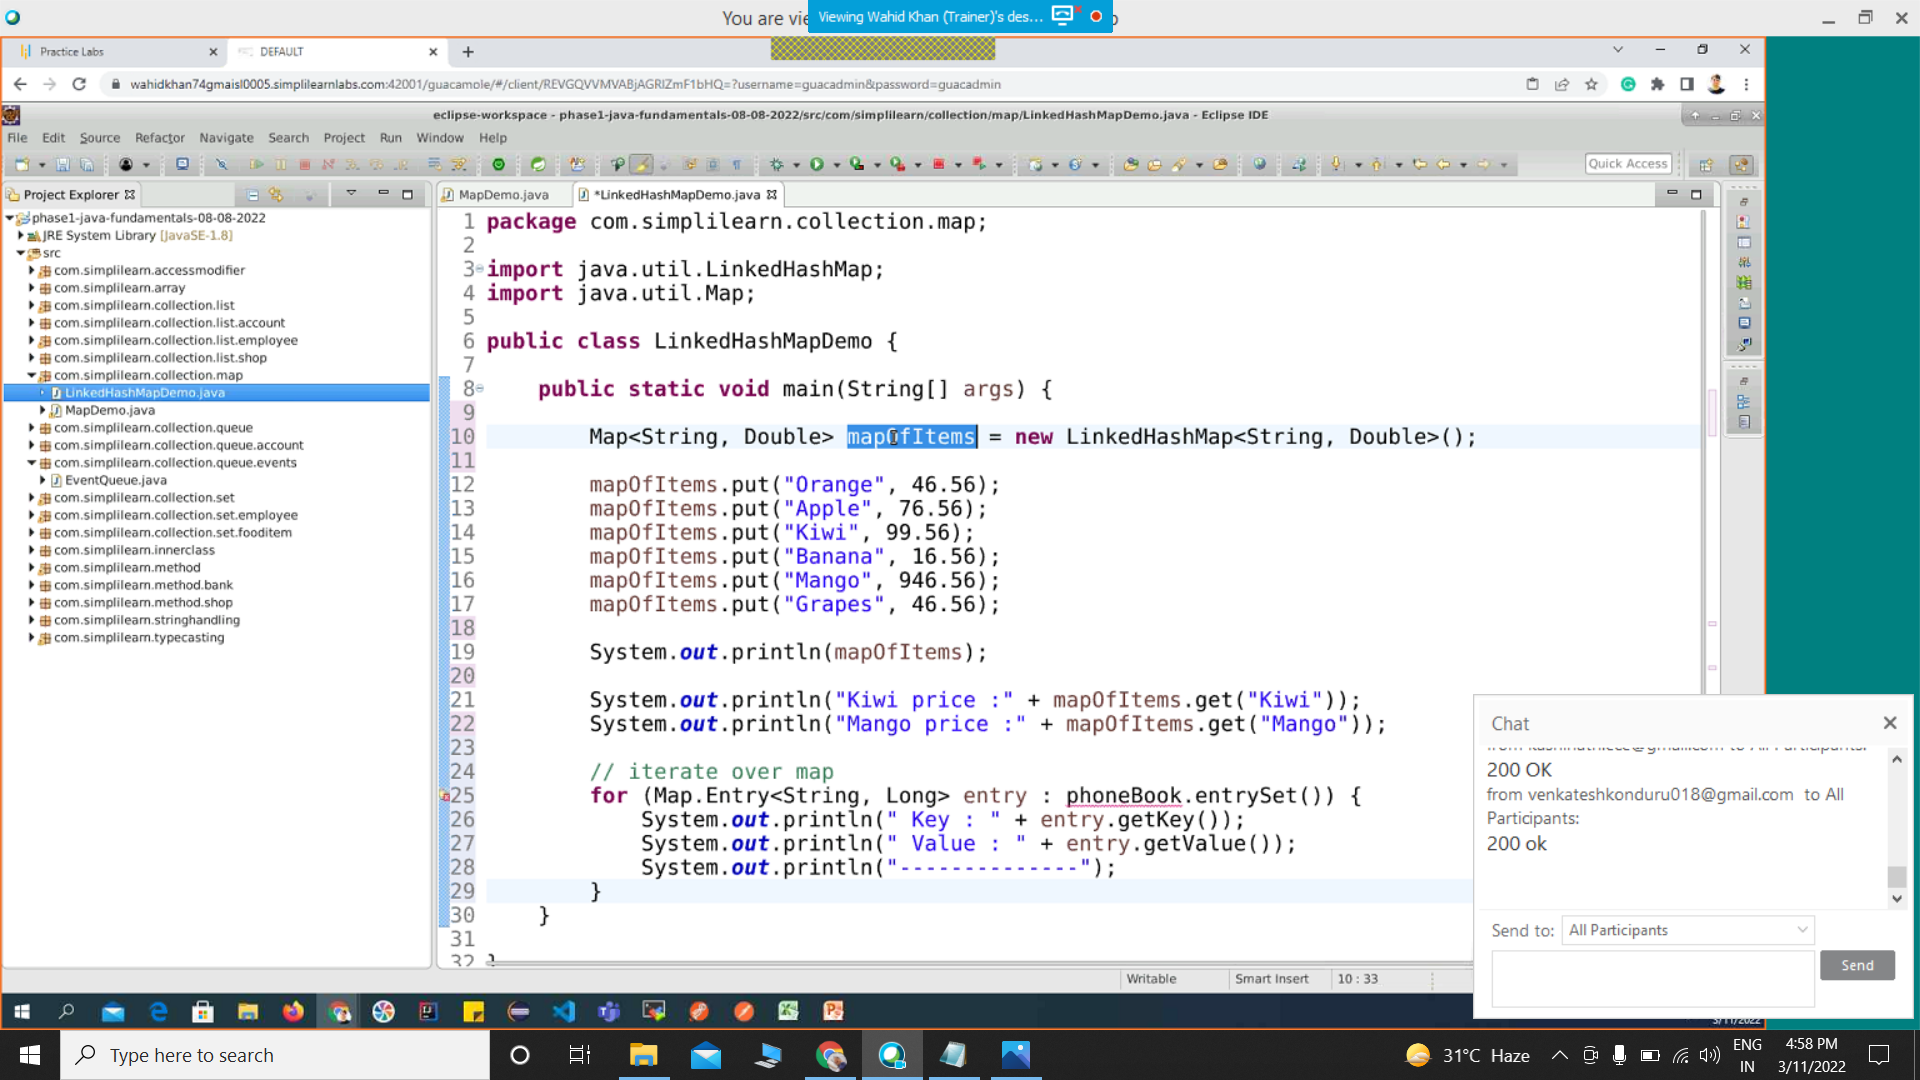 You are vie
Viewing Wahid Khan (Trainer)'s des...
Practice Labs
DEFAULT
wahidkhan74gmaisl0005.simplilearnlabs.com:42001/guacamole/#/client/REVGQVVMVABjAGRlZmF1bHQ=?username=guacadmin&password=guacadmin
eclipse-workspace - phase1-java-fundamentals-08-08-2022/src/com/simplilearn/collection/map/LinkedHashMapDemo.java - Eclipse IDE
File Edit Source Refactor Navigate Search Project Run Window Help
Quick Access
Project Explorer
MapDemo.java
*LinkedHashMapDemo.java
phase1-java-fundamentals-08-08-2022
JRE System Library [JavaSE-1.8]
src
com.simplilearn.accessmodifier
com.simplilearn.array
com.simplilearn.collection.list
com.simplilearn.collection.list.account
com.simplilearn.collection.list.employee
com.simplilearn.collection.list.shop
com.simplilearn.collection.map
LinkedHashMapDemo.java
MapDemo.java
com.simplilearn.collection.queue
com.simplilearn.collection.queue.account
com.simplilearn.collection.queue.events
EventQueue.java
com.simplilearn.collection.set
com.simplilearn.collection.set.employee
com.simplilearn.collection.set.fooditem
com.simplilearn.innerclass
com.simplilearn.method
com.simplilearn.method.bank
com.simplilearn.method.shop
com.simplilearn.stringhandling
com.simplilearn.typecasting
1 package com.simplilearn.collection.map;
2
3 import java.util.LinkedHashMap;
4 import java.util.Map;
5
6 public class LinkedHashMapDemo {
7
8 public static void main(String[] args) {
9
10 Map<String, Double> mapOfItems = new LinkedHashMap<String, Double>();
11
12 mapOfItems.put("Orange", 46.56);
13 mapOfItems.put("Apple", 76.56);
14 mapOfItems.put("Kiwi", 99.56);
15 mapOfItems.put("Banana", 16.56);
16 mapOfItems.put("Mango", 946.56);
17 mapOfItems.put("Grapes", 46.56);
18
19 System.out.println(mapOfItems);
20
21 System.out.println("Kiwi price :" + mapOfItems.get("Kiwi"));
22 System.out.println("Mango price :" + mapOfItems.get("Mango"));
23
24 // iterate over map
25 for (Map.Entry<String, Long> entry : phoneBook.entrySet()) {
26 System.out.println(" Key : " + entry.getKey());
27 System.out.println(" Value : " + entry.getValue());
28 System.out.println("--------------");
29 }
30 }
31
32 }
Writable
Smart Insert
10 : 33
Chat
200 OK
from venkateshkonduru018@gmail.com to All
Participants:
200 ok
Send to: All Participants
Send
3/11/2022
Type here to search
31°C Haze
ENG
IN
4:58 PM
3/11/2022